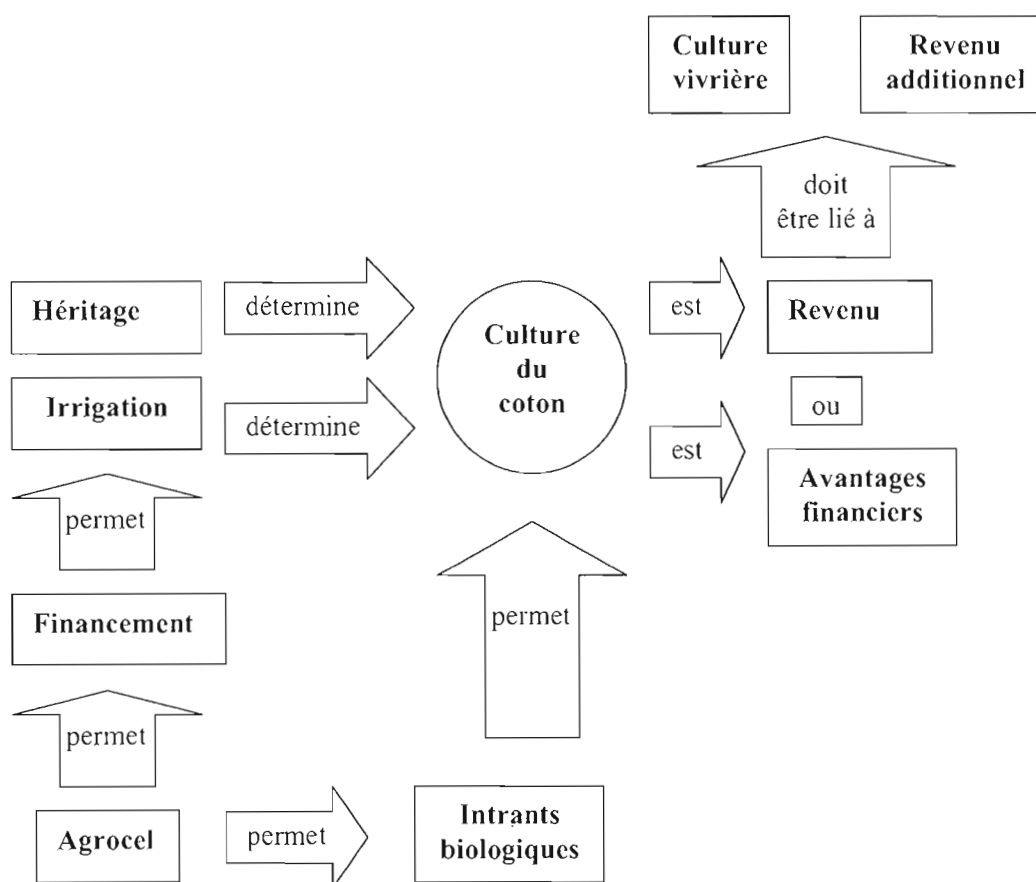 Culture
vivrière
Revenu
additionnel
doit
être lié à
Héritage
détermine
Culture
du
coton
est
Revenu
Irrigation
détermine
ou
est
Avantages
financiers
permet
permet
Financement
permet
Agrocel
permet
Intrants
biologiques